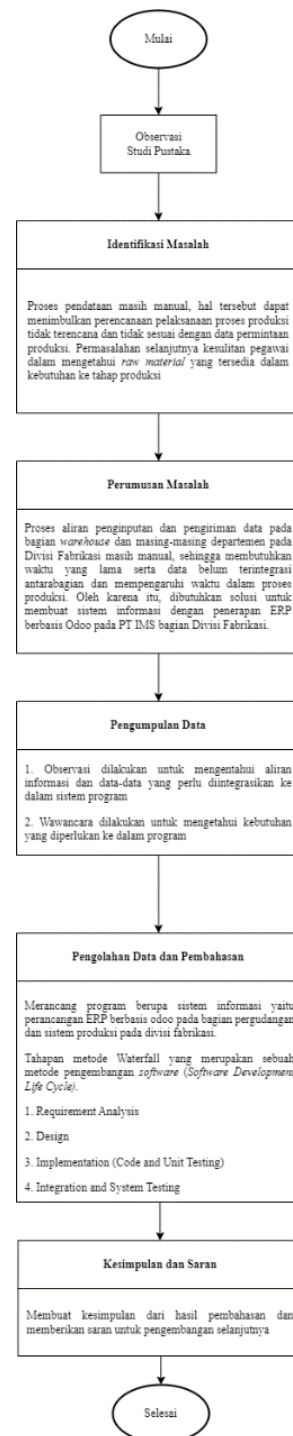 Mulai
Observasi
Studi Pustaka
Identifikasi Masalah
Proses pendataan masih manual, hal tersebut dapat
menimbulkan perencanaan pelaksanaan proses produksi
tidak terencana dan tidak sesuai dengan data permintaan
produksi. Permasalahan selanjutnya kesulitan pegawai
dalam mengetahui raw material yang tersedia dalam
kebutuhan ke tahap produksi
Perumusan Masalah
Proses aliran penginputan dan pengiriman data pada
bagian warehouse dan masing-masing departemen pada
Divisi Fabrikasi masih manual, sehingga membutuhkan
waktu yang lama serta data belum terintegrasi
antarabagian dan mempengaruhi waktu dalam proses
produksi. Oleh karena itu, dibutuhkan solusi untuk
membuat sistem informasi dengan penerapan ERP
berbasis Odoo pada PT IMS bagian Divisi Fabrikasi.
Pengumpulan Data
1. Observasi dilakukan untuk mengentahui aliran
informasi dan data-data yang perlu diintegrasikan ke
dalam sistem program
2. Wawancara dilakukan untuk mengetahui kebutuhan
yang diperlukan ke dalam program
Pengolahan Data dan Pembahasan
Merancang program berupa sistem informasi yaitu
perancangan ERP berbasis odoo pada bagian pergudangan
dan sistem produksi pada divisi fabrikasi.
Tahapan metode Waterfall yang merupakan sebuah
metode pengembangan software (Software Development
Life Cycle).
1. Requirement Analysis
2. Design
3. Implementation (Code and Unit Testing)
4. Integration and System Testing
Kesimpulan dan Saran
Membuat kesimpulan dari hasil pembahasan dan
memberikan saran untuk pengembangan selanjutnya
Selesai